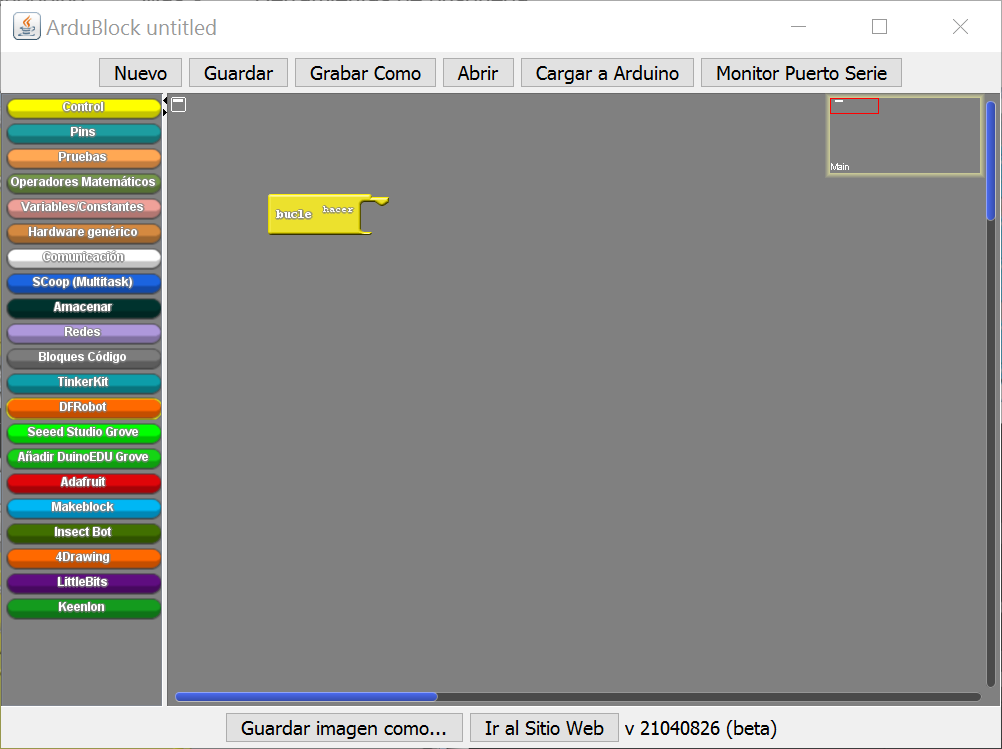 ArduBlock untitled
Nuevo Guardar Grabar Como Abrir Cargar a Arduino Monitor Puerto Serie
Control
Pins
Pruebas
Operadores Matemáticos
Variables/Constantes
Hardware genérico
Comunicación
SCoop (Multitask)
Amacenar
Redes
Bloques Código
TinkerKit
DFRobot
Seeed Studio Grove
Añadir DuinoEDU Grove
Adafruit
Makeblock
Insect Bot
4Drawing
LittleBits
Keenlon
bucle hacer
Main
Guardar imagen como... Ir al Sitio Web v 21040826 (beta)